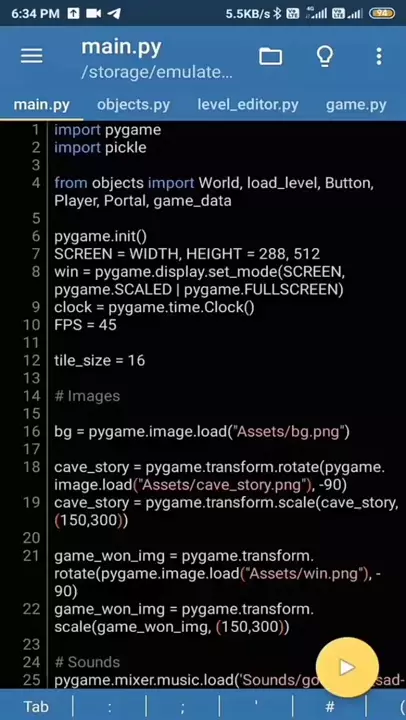 6:34 PM
5.5KB/s
4G
94
main.py
/storage/emulate...
main.py
objects.py
level_editor.py
game.py
1 import pygame
2 import pickle
3
4 from objects import World, load_level, Button,
Player, Portal, game_data
5
6 pygame.init()
7 SCREEN = WIDTH, HEIGHT = 288, 512
8 win = pygame.display.set_mode(SCREEN,
pygame.SCALED | pygame.FULLSCREEN)
9 clock = pygame.time.Clock()
10 FPS = 45
11
12 tile_size = 16
13
14 # Images
15
16 bg = pygame.image.load("Assets/bg.png")
17
18 cave_story = pygame.transform.rotate(pygame.
image.load("Assets/cave_story.png"), -90)
19 cave_story = pygame.transform.scale(cave_story,
(150,300))
20
21 game_won_img = pygame.transform.
rotate(pygame.image.load("Assets/win.png"), -
90)
22 game_won_img = pygame.transform.
scale(game_won_img, (150,300))
23
24 # Sounds
25 pygame.mixer.music.load('Sounds/go
sad-
Tab : ; ' # (